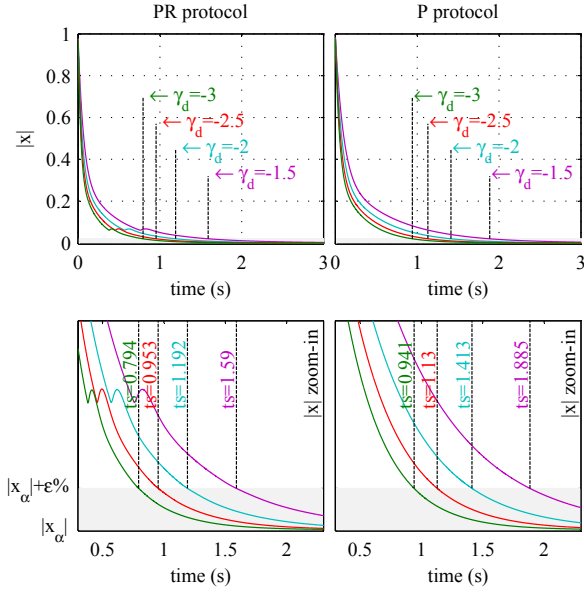 PR protocol
P protocol
|x|
1
0.8
0.6
0.4
0.2
0
← γd=-3
← γd=-2.5
← γd=-2
← γd=-1.5
← γd=-3
← γd=-2.5
← γd=-2
← γd=-1.5
0 1 2 3
0 1 2 3
time (s)
time (s)
ts=0.794
ts=0.953
ts=1.192
ts=1.59
|x| zoom-in
ts=0.941
ts=1.13
ts=1.413
ts=1.885
|x| zoom-in
|xα|+ε%
|xα|
0.5 1 1.5 2
0.5 1 1.5 2
time (s)
time (s)